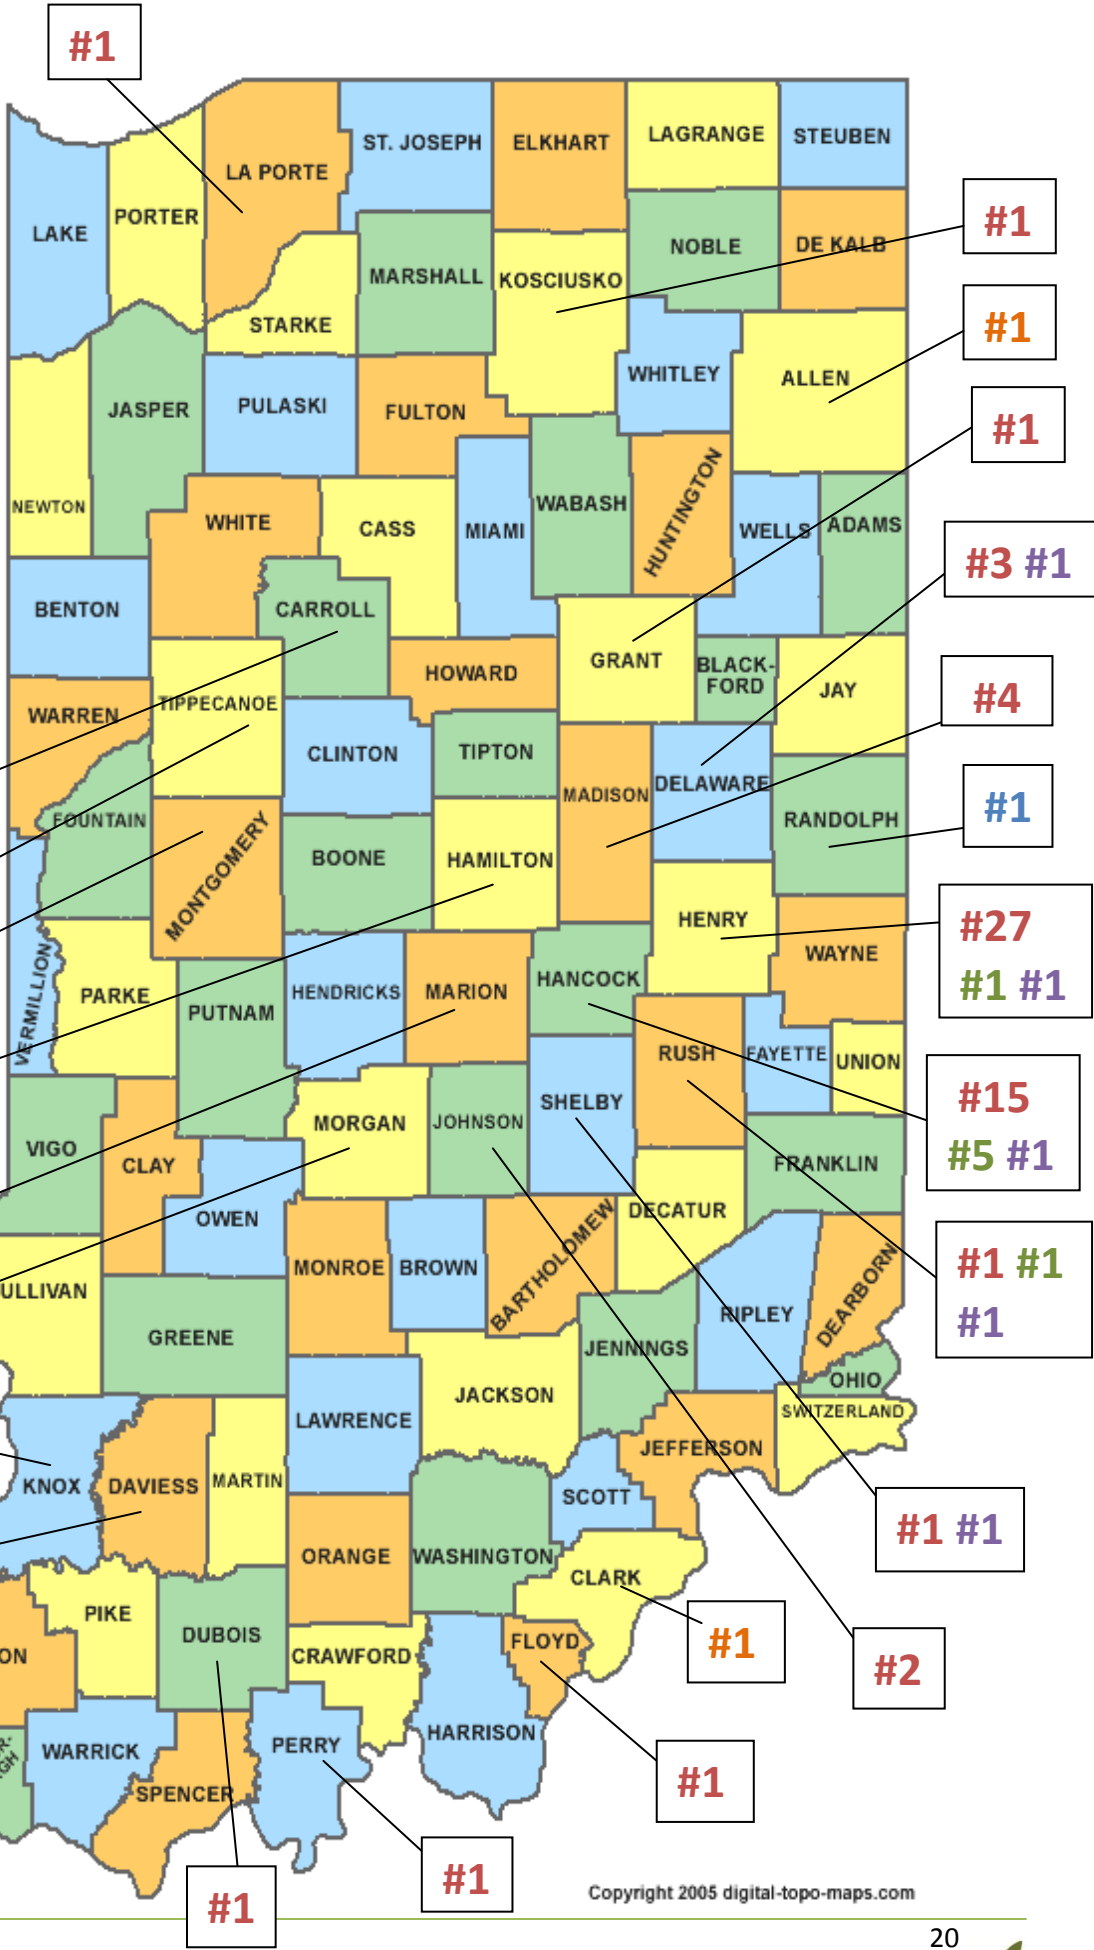 #1
ST. JOSEPH
ELKHART
LAGRANGE
STEUBEN
LA PORTE
LAKE
PORTER
#1
NOBLE
DE KALB
MARSHALL
KOSCIUSKO
STARKE
#1
WHITLEY
ALLEN
JASPER
PULASKI
FULTON
#1
NEWTON
WHITE
CASS
MIAMI
WABASH
HUNTINGTON
WELLS
ADAMS
#3 #1
BENTON
CARROLL
HOWARD
GRANT
BLACK-
FORD
JAY
#4
WARREN
TIPPECANOE
CLINTON
TIPTON
MADISON
DELAWARE
#1
FOUNTAIN
MONTGOMERY
BOONE
HAMILTON
RANDOLPH
HENRY
#27
#1 #1
WAYNE
VERMILLION
PARKE
PUTNAM
HENDRICKS
MARION
HANCOCK
RUSH
FAYETTE
UNION
#15
#5 #1
SHELBY
MORGAN
JOHNSON
VIGO
CLAY
FRANKLIN
OWEN
DECATUR
#1 #1
#1
ULLIVAN
MONROE
BROWN
BARTHOLOMEW
RIPLEY
DEARBORN
GREENE
JENNINGS
OHIO
JACKSON
SWITZERLAND
LAWRENCE
JEFFERSON
KNOX
DAVIESS
MARTIN
SCOTT
#1 #1
ORANGE
WASHINGTON
CLARK
PIKE
DUBOIS
#1
ON
CRAWFORD
FLOYD
#2
HARRISON
R-
GH
WARRICK
PERRY
SPENCER
#1
#1
#1
Copyright 2005 digital-topo-maps.com
20